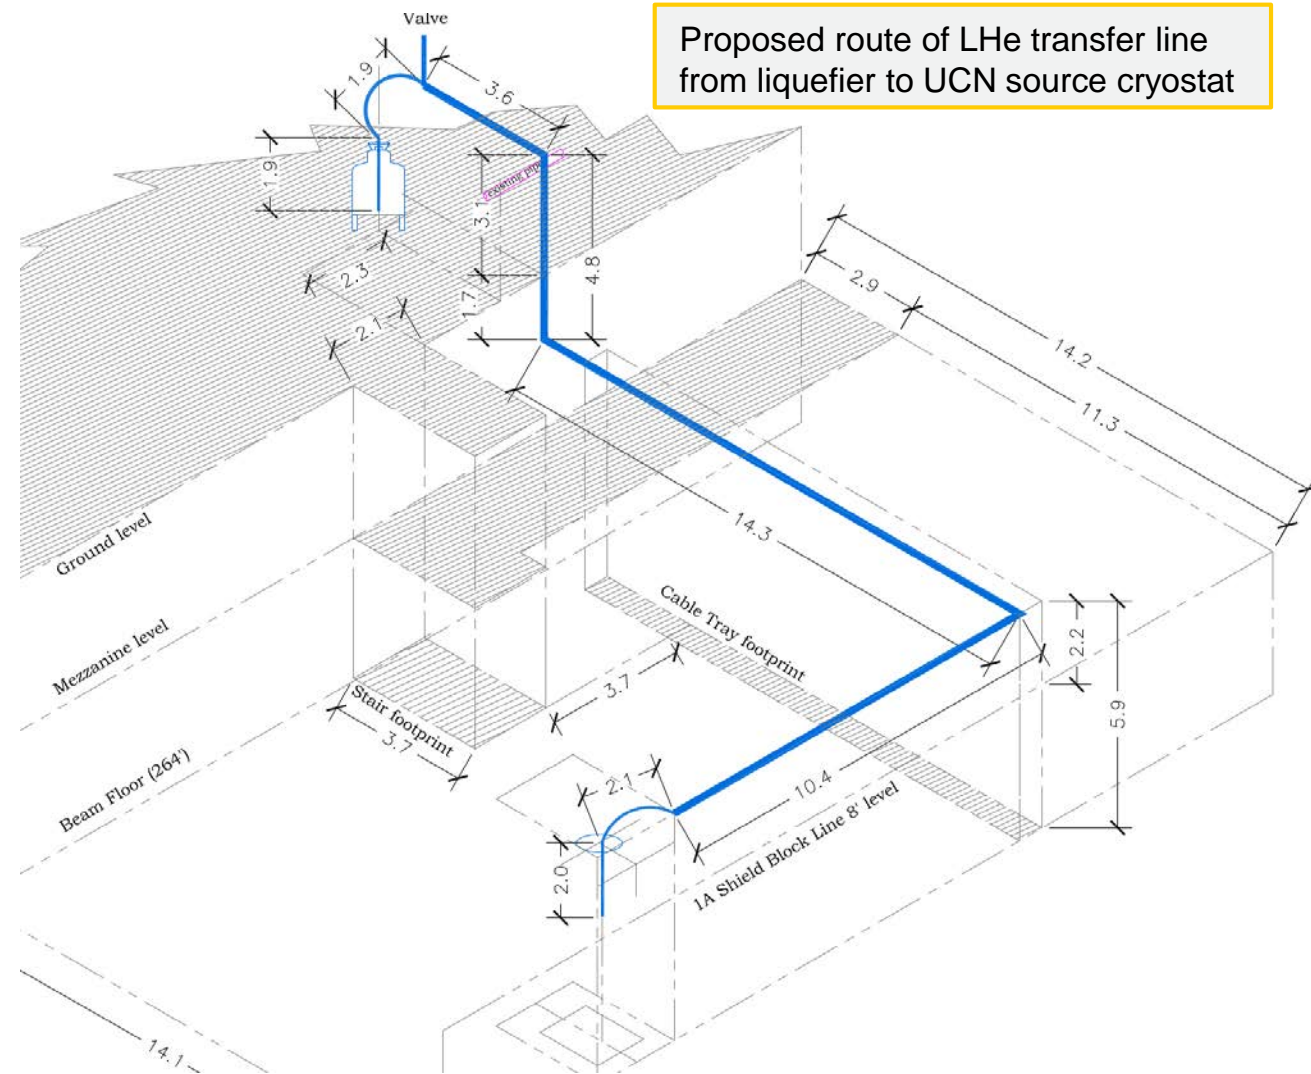 Valve
Proposed route of LHe transfer line
from liquefier to UCN source cryostat
1.9
3.6
1.9
existing pipe
3.1
4.8
2.3
2.9
1.7
2.1
14.2
11.3
14.3
Ground level
Cable Tray footprint
Mezzanine level
2.2
3.7
Stair footprint
5.9
3.7
Beam Floor (264')
2.1
10.4
1A Shield Block Line 8' level
2.0
14.1